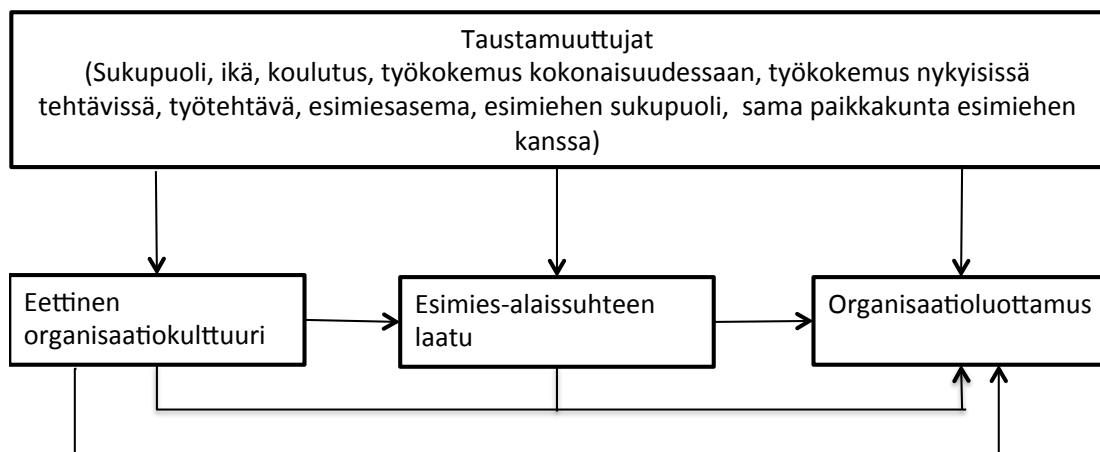 Taustamuuttujat
(Sukupuoli, ikä, koulutus, työkokemus kokonaisuudessaan, työkokemus nykyisissä
tehtävissä, työtehtävä, esimiesasema, esimiehen sukupuoli, sama paikkakunta esimiehen
kanssa)
Eettinen
organisaatiokulttuuri
Esimies-alaissuhteen
laatu
Organisaatioluottamus